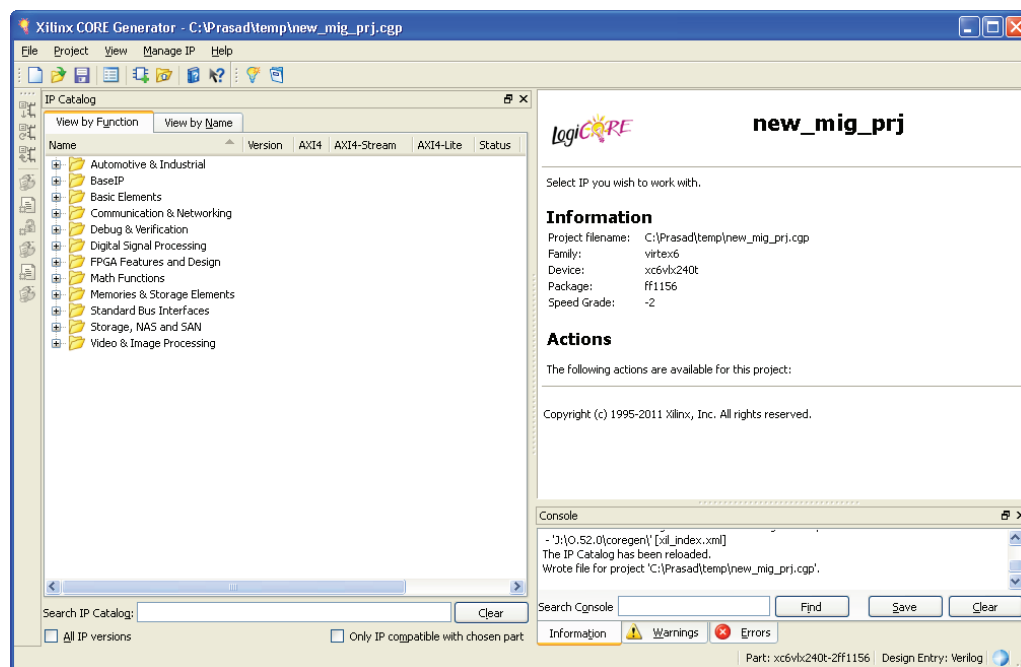 Xilinx CORE Generator - C:\Prasad\temp\new_mig_prj.cgp
File Project View Manage IP Help
IP Catalog
View by Function View by Name
Name Version AXI4 AXI4-Stream AXI4-Lite Status
Automotive & Industrial
BaseIP
Basic Elements
Communication & Networking
Debug & Verification
Digital Signal Processing
FPGA Features and Design
Math Functions
Memories & Storage Elements
Standard Bus Interfaces
Storage, NAS and SAN
Video & Image Processing
Search IP Catalog: Clear
All IP versions Only IP compatible with chosen part
LogiCORE new_mig_prj
Select IP you wish to work with.
Information
Project filename: C:\Prasad\temp\new_mig_prj.cgp
Family: virtex6
Device: xc6vlx240t
Package: ff1156
Speed Grade: -2
Actions
The following actions are available for this project:
Copyright (c) 1995-2011 Xilinx, Inc. All rights reserved.
Console
- 'J:\O.52.0\coregen\' [xil_index.xml]
The IP Catalog has been reloaded.
Wrote file for project 'C:\Prasad\temp\new_mig_prj.cgp'.
Search Console Find Save Clear
Information Warnings Errors
Part: xc6vlx240t-2ff1156 Design Entry: Verilog